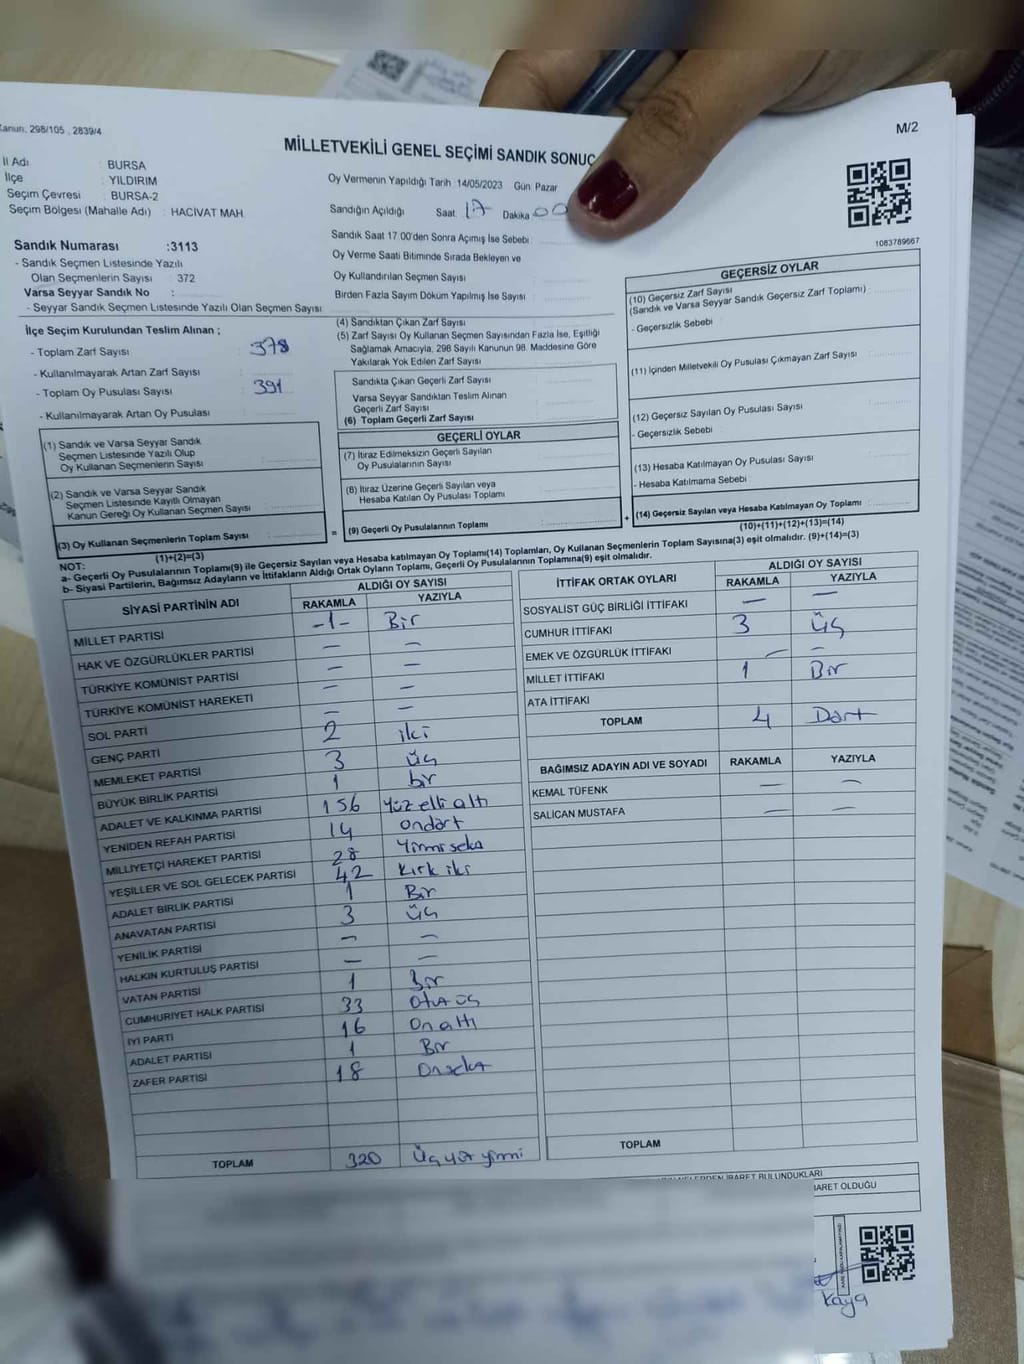 Kanun: 298/105 , 2839/4
M/2
MİLLETVEKİLİ GENEL SEÇİMİ SANDIK SONUÇ
İl Adı : BURSA
İlçe : YILDIRIM
Seçim Çevresi : BURSA-2
Seçim Bölgesi (Mahalle Adı) : HACİVAT MAH
Oy Vermenin Yapıldığı Tarih 14/05/2023 Gün Pazar
Sandığın Açıldığı Saat 17 Dakika 00
1083789667
Sandık Numarası :3113
- Sandık Seçmen Listesinde Yazılı
Olan Seçmenlerin Sayısı : 372
Varsa Seyyar Sandık No :
- Seyyar Sandık Seçmen Listesinde Yazılı Olan Seçmen Sayısı :
Sandık Saat 17:00'den Sonra Açımış İse Sebebi :
Oy Verme Saati Bitiminde Sırada Bekleyen ve
Oy Kullandırılan Seçmen Sayısı
Birden Fazla Sayım Döküm Yapılmış İse Sayısı
İlçe Seçim Kurulundan Teslim Alınan ;
- Toplam Zarf Sayısı : 378
- Kullanılmayarak Artan Zarf Sayısı :
- Toplam Oy Pusulası Sayısı : 391
- Kullanılmayarak Artan Oy Pusulası :
(1) Sandık ve Varsa Seyyar Sandık
Seçmen Listesinde Yazılı Olup
Oy Kullanan Seçmenlerin Sayısı
(2) Sandık ve Varsa Seyyar Sandık
Seçmen Listesinde Kayıtlı Olmayan
Kanun Gereği Oy Kullanan Seçmen Sayısı
(3) Oy Kullanan Seçmenlerin Toplam Sayısı
(1)+(2)=(3)
(4) Sandıktan Çıkan Zarf Sayısı
(5) Zarf Sayısı Oy Kullanan Seçmen Sayısından Fazla İse, Eşitliği
Sağlamak Amacıyla, 298 Sayılı Kanunun 98. Maddesine Göre
Yakılarak Yok Edilen Zarf Sayısı
Sandıkta Çıkan Geçerli Zarf Sayısı
Varsa Seyyar Sandıktan Teslim Alınan
Geçerli Zarf Sayısı
(6) Toplam Geçerli Zarf Sayısı
GEÇERLİ OYLAR
(7) İtiraz Edilmeksizin Geçerli Sayılan
Oy Pusulalarının Sayısı
(8) İtiraz Üzerine Geçerli Sayılan veya
Hesaba Katılan Oy Pusulası Toplamı
= (9) Geçerli Oy Pusulalarının Toplamı :
GEÇERSİZ OYLAR
(10) Geçersiz Zarf Sayısı
(Sandık ve Varsa Seyyar Sandık Geçersiz Zarf Toplamı) :
- Geçersizlik Sebebi
(11) İçinden Milletvekili Oy Pusulası Çıkmayan Zarf Sayısı
(12) Geçersiz Sayılan Oy Pusulası Sayısı
- Geçersizlik Sebebi
(13) Hesaba Katılmayan Oy Pusulası Sayısı
- Hesaba Katılmama Sebebi
+ (14) Geçersiz Sayılan veya Hesaba Katılmayan Oy Toplamı :
(10)+(11)+(12)+(13)=(14)
NOT:
a- Geçerli Oy Pusulalarının Toplamı(9) ile Geçersiz Sayılan veya Hesaba katılmayan Oy Toplamı(14) Toplamları, Oy Kullanan Seçmenlerin Toplam Sayısına(3) eşit olmalıdır. (9)+(14)=(3)
b- Siyasi Partilerin, Bağımsız Adayların ve İttifakların Aldığı Ortak Oyların Toplamı, Geçerli Oy Pusulalarının Toplamına(9) eşit olmalıdır.
SİYASİ PARTİNİN ADI ALDIĞI OY SAYISI
RAKAMLA YAZIYLA
MİLLET PARTİSİ -1- Bir
HAK VE ÖZGÜRLÜKLER PARTİSİ — —
TÜRKİYE KOMÜNİST PARTİSİ — —
TÜRKİYE KOMÜNİST HAREKETİ — —
SOL PARTİ — —
GENÇ PARTİ 2 iki
MEMLEKET PARTİSİ 3 üç
BÜYÜK BİRLİK PARTİSİ 1 bir
ADALET VE KALKINMA PARTİSİ 156 Yüz elli altı
YENİDEN REFAH PARTİSİ 14 ondört
MİLLİYETÇİ HAREKET PARTİSİ 28 Yirmi sekiz
YEŞİLLER VE SOL GELECEK PARTİSİ 42 Kırk iki
ADALET BİRLİK PARTİSİ 1 Bir
ANAVATAN PARTİSİ 3 üç
YENİLİK PARTİSİ — —
HALKIN KURTULUŞ PARTİSİ — —
VATAN PARTİSİ 1 Bir
CUMHURİYET HALK PARTİSİ 33 Otuz üç
İYİ PARTİ 16 Onaltı
ADALET PARTİSİ 1 Bir
ZAFER PARTİSİ 18 Onsekiz
TOPLAM 320 Üçyüz yirmi
İTTİFAK ORTAK OYLARI ALDIĞI OY SAYISI
RAKAMLA YAZIYLA
SOSYALİST GÜÇ BİRLİĞİ İTTİFAKI — —
CUMHUR İTTİFAKI 3 Üç
EMEK VE ÖZGÜRLÜK İTTİFAKI — —
MİLLET İTTİFAKI 1 Bir
ATA İTTİFAKI
TOPLAM 4 Dört
BAĞIMSIZ ADAYIN ADI VE SOYADI RAKAMLA YAZIYLA
KEMAL TÜFENK — —
SALİCAN MUSTAFA — —
TOPLAM
İBARET BULUNDUKLARI
BARET OLDUĞU
Kaya